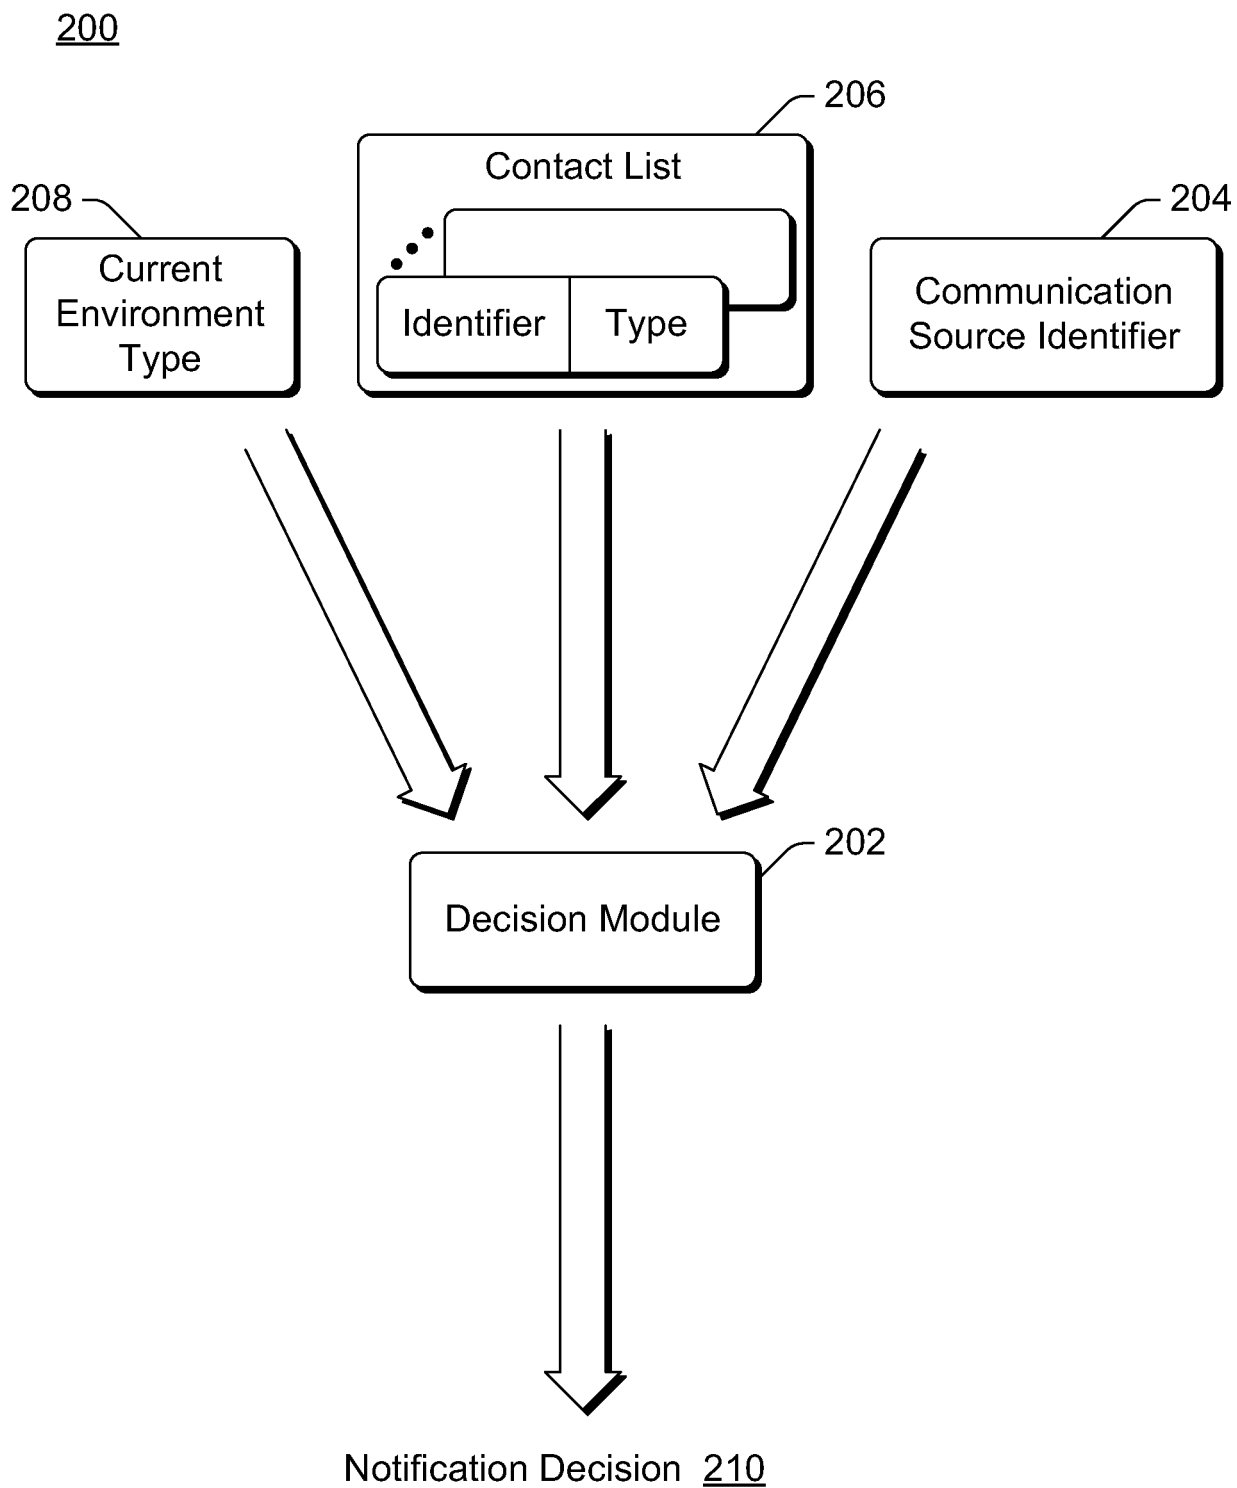 200
206
Contact List
208
204
Current
Environment
Type
Identifier
Type
Communication
Source Identifier
202
Decision Module
Notification Decision 210